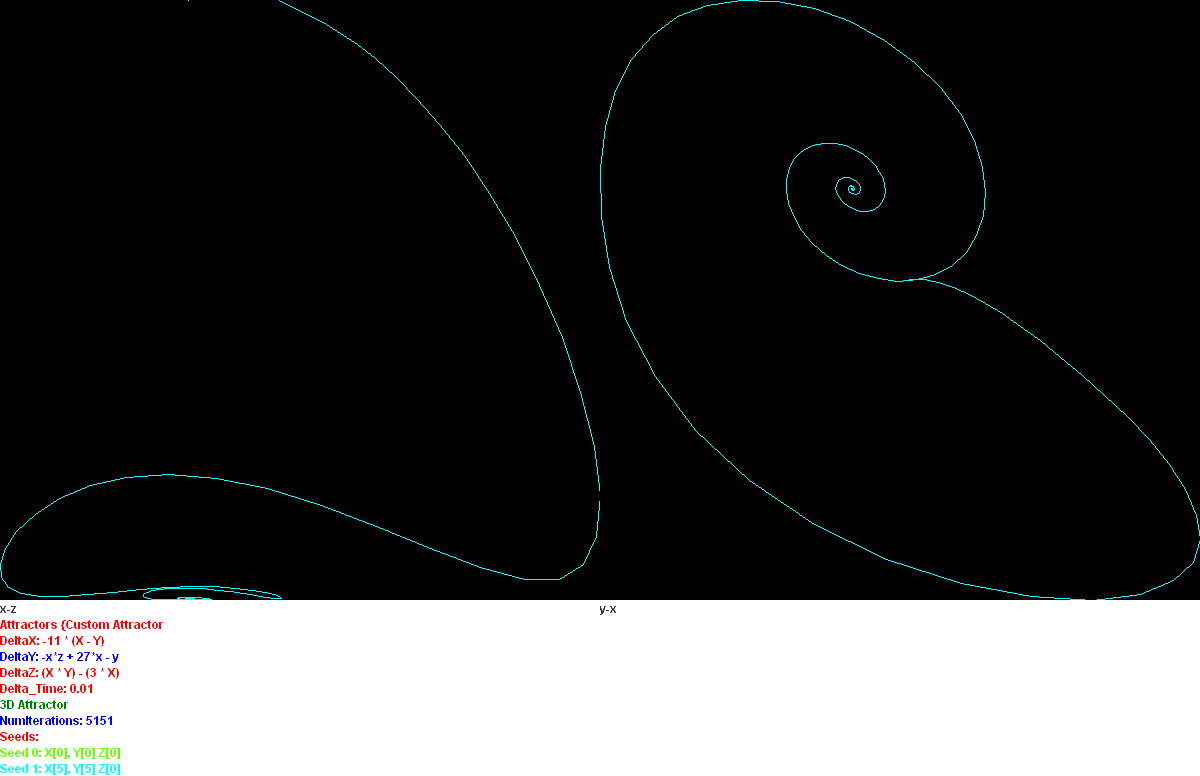 x-z y-x
Attractors {Custom Attractor
DeltaX: -11 * (X - Y)
DeltaY: -x*z + 27*x - y
DeltaZ: (X * Y) - (3 * X)
Delta_Time: 0.01
3D Attractor
NumIterations: 5151
Seeds:
Seed 0: X[0], Y[0] Z[0]
Seed 1: X[5], Y[5] Z[0]